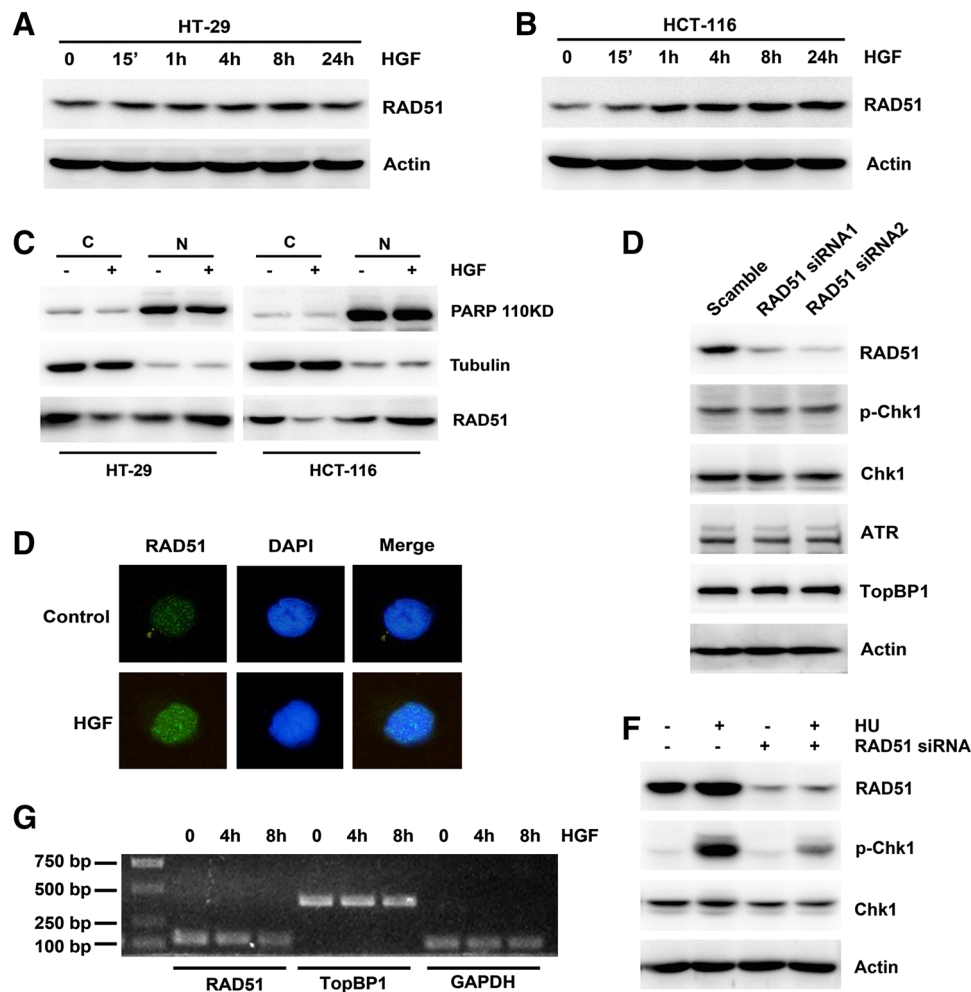 A
HT-29
0 15’ 1h 4h 8h 24h HGF
RAD51
Actin
B
HCT-116
0 15’ 1h 4h 8h 24h HGF
RAD51
Actin
C
C N C N
- + - + - + - + HGF
PARP 110KD
Tubulin
RAD51
HT-29 HCT-116
D
Scamble RAD51 siRNA1 RAD51 siRNA2
RAD51
p-Chk1
Chk1
ATR
TopBP1
Actin
D
RAD51 DAPI Merge
Control
HGF
F
- + - + HU
- - + + RAD51 siRNA
RAD51
p-Chk1
Chk1
Actin
G
0 4h 8h 0 4h 8h 0 4h 8h HGF
750 bp
500 bp
250 bp
100 bp
RAD51 TopBP1 GAPDH